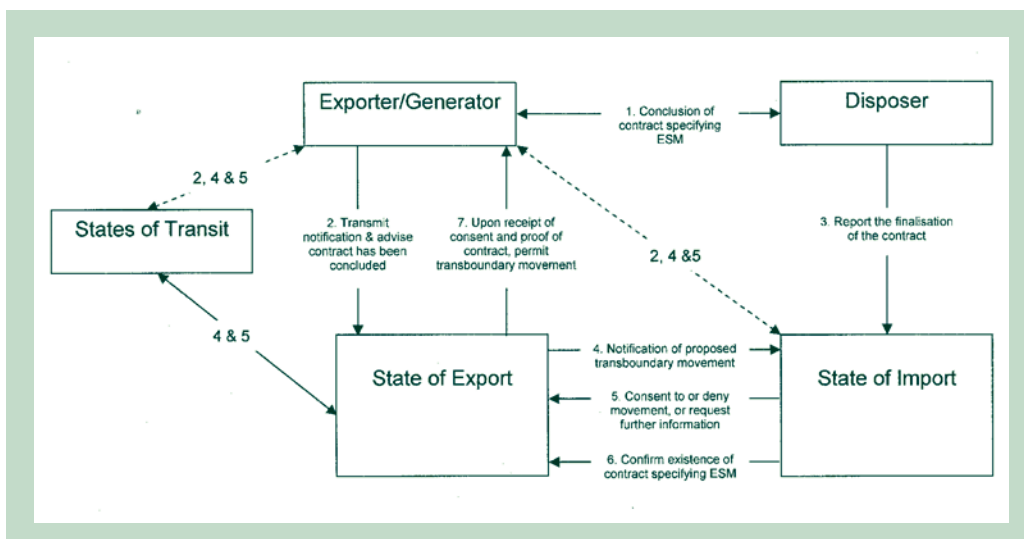 Exporter/Generator
Disposer
1. Conclusion of
contract specifying
ESM
2, 4 & 5
States of Transit
2. Transmit
notification & advise
contract has been
concluded
7. Upon receipt of
consent and proof of
contract, permit
transboundary movement
3. Report the finalisation
of the contract
2, 4 &5
4 & 5
State of Export
4. Notification of proposed
transboundary movement
State of Import
5. Consent to or deny
movement, or request
further information
6. Confirm existence of
contract specifying ESM